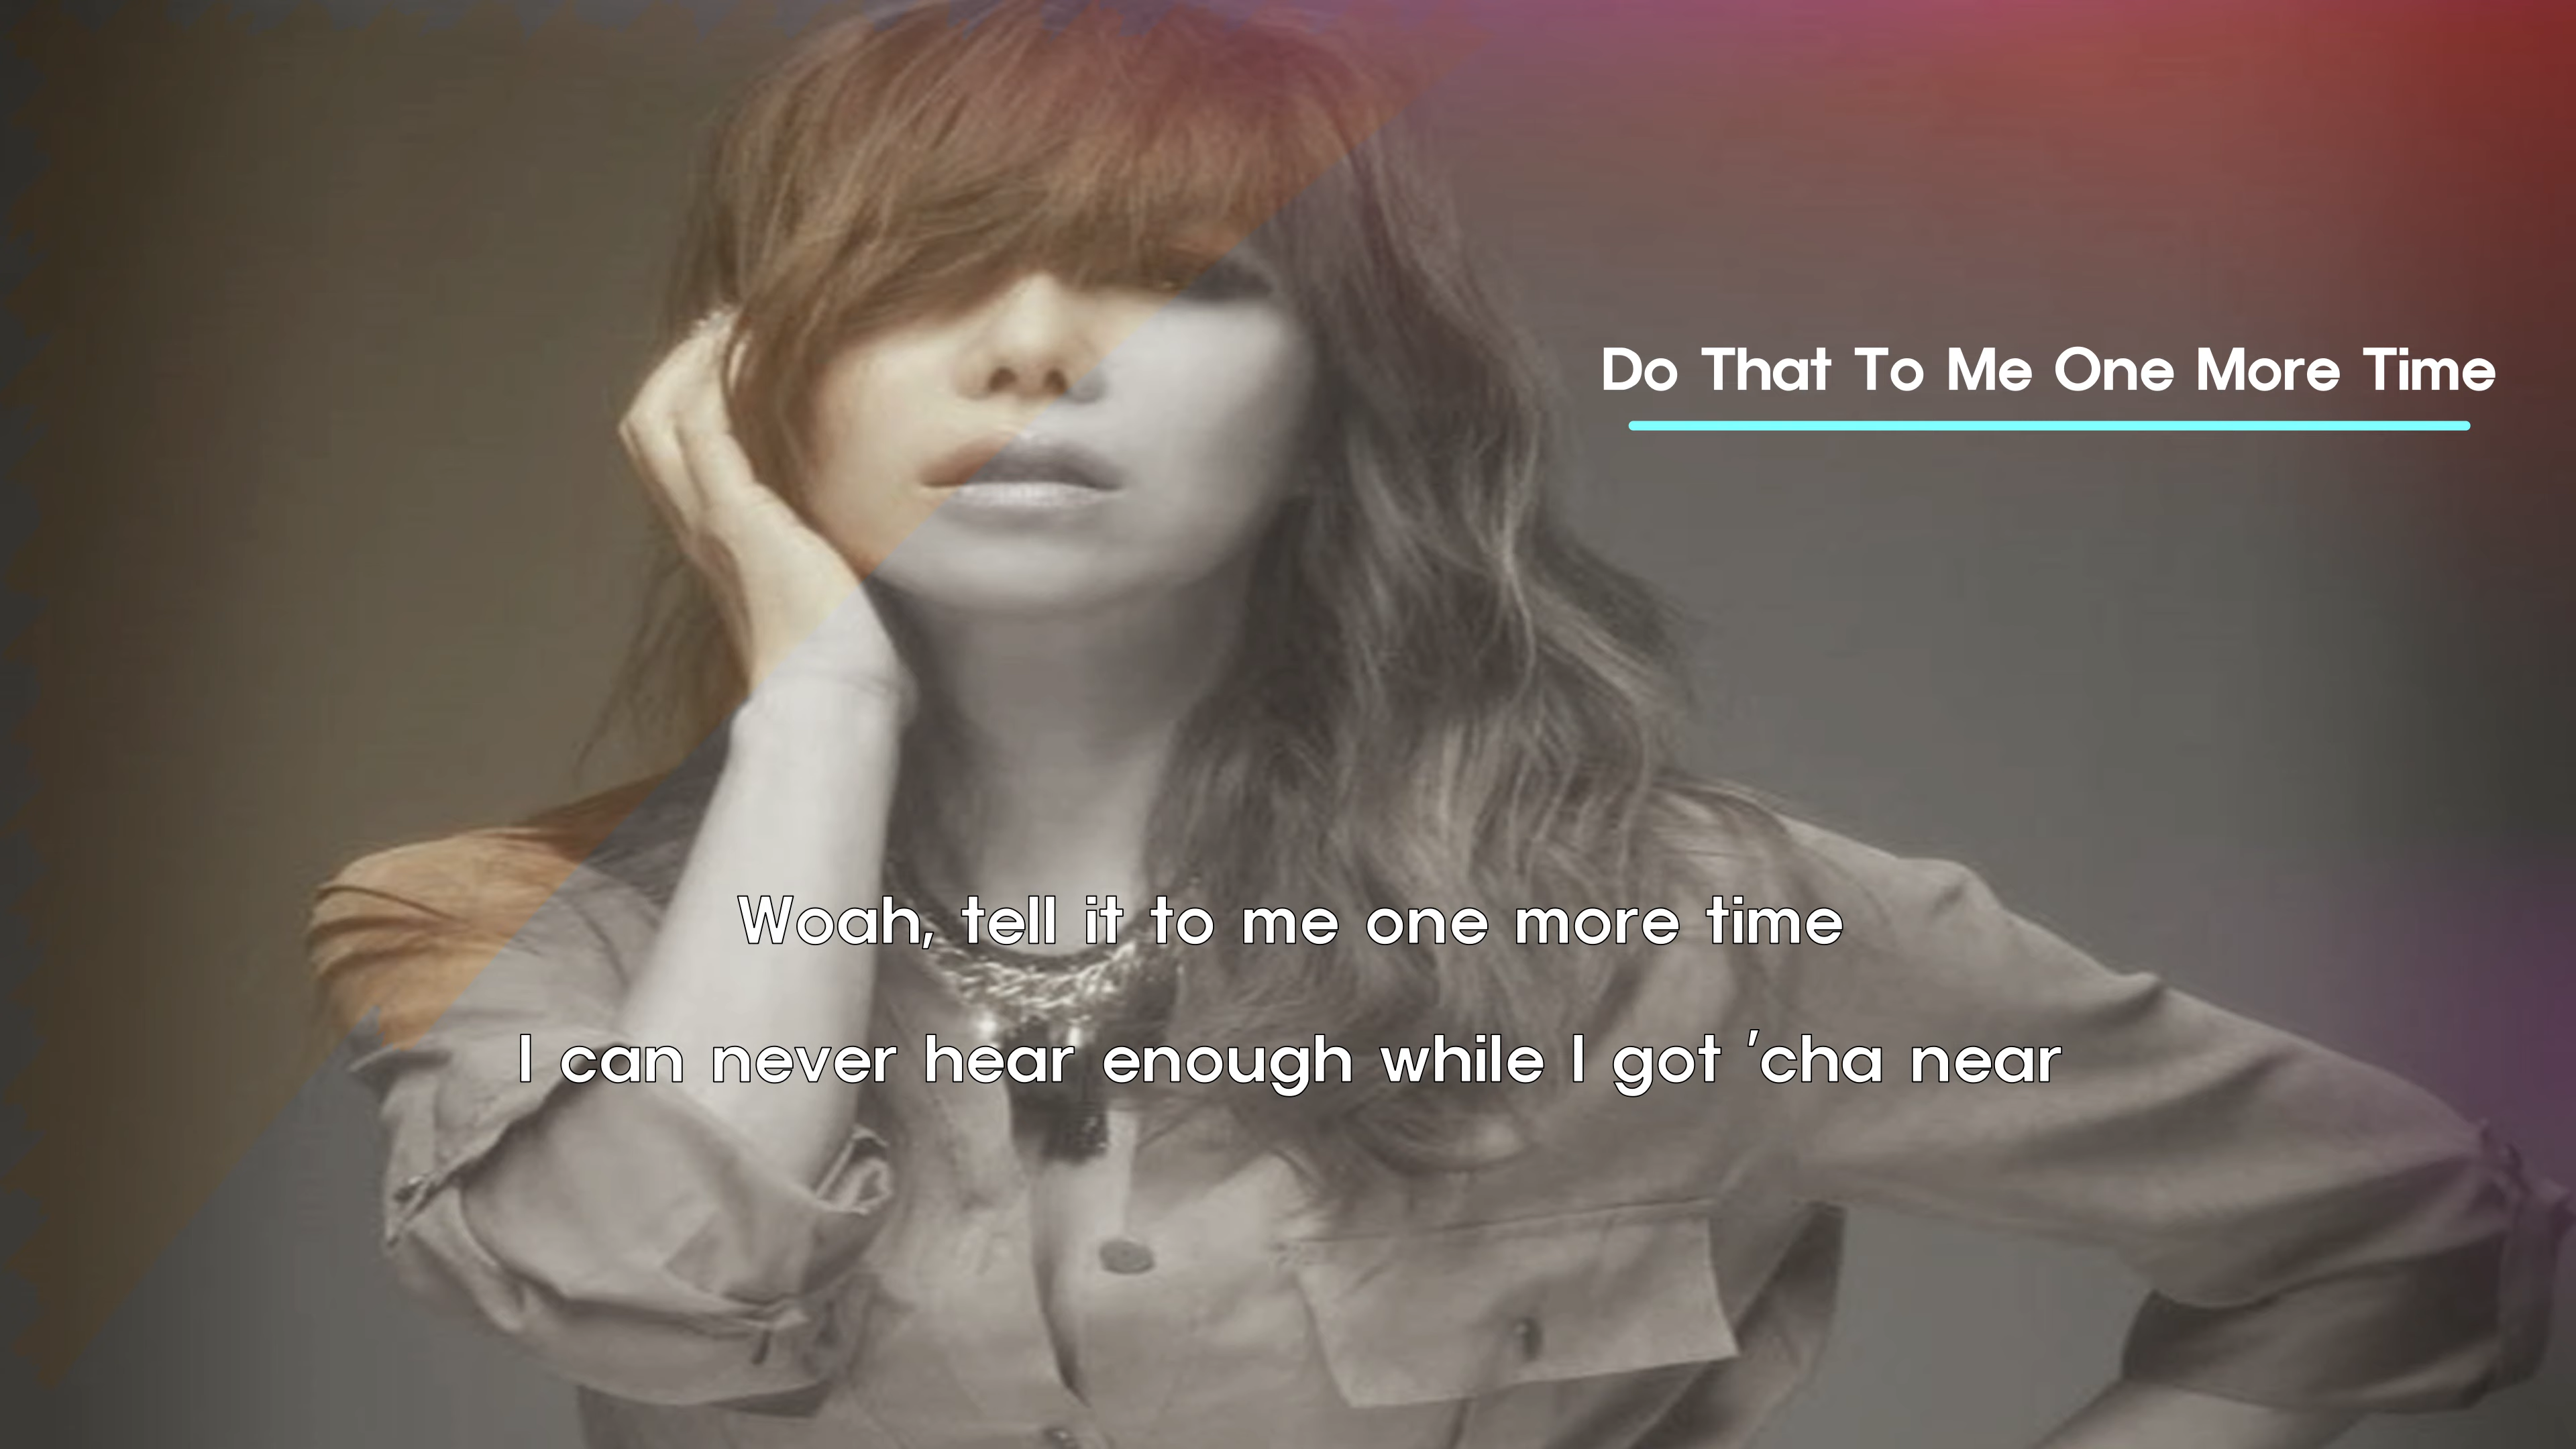 Do That To Me One More Time
Woah, tell it to me one more time
I can never hear enough while I got 'cha near